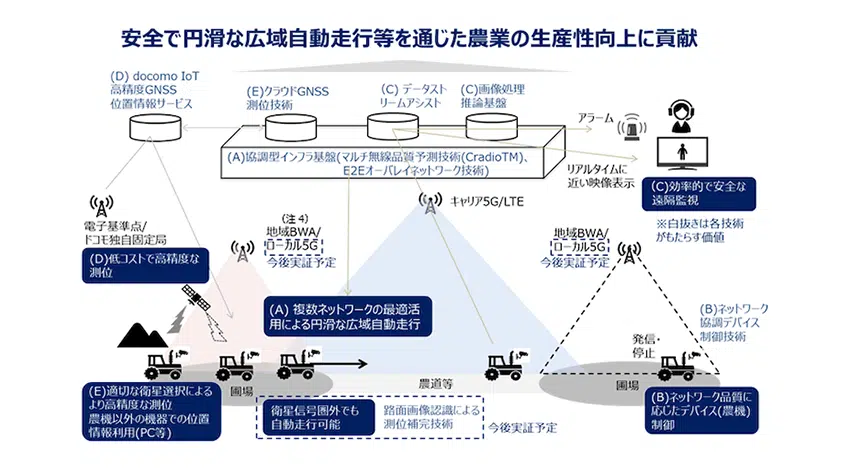 安全で円滑な広域自動走行等を通じた農業の生産性向上に貢献
(D) docomo IoT
高精度GNSS
位置情報サービス
(E)クラウドGNSS
測位技術
(C) データスト
リームアシスト
(C)画像処理
推論基盤
アラーム
(A)協調型インフラ基盤(マルチ無線品質予測技術(CradioTM)、
E2Eオーバレイネットワーク技術)
リアルタイムに
近い映像表示
(C)効率的で安全な
遠隔監視
※白抜きは各技術
がもたらす価値
電子基準点/
ドコモ独自固定局
(D)低コストで高精度な
測位
(注4)
地域BWA/
ローカル5G
今後実証予定
キャリア5G/LTE
地域BWA/
ローカル5G
今後実証予定
(A) 複数ネットワークの最適活
用による円滑な広域自動走行
(B)ネットワーク
協調デバイス
制御技術
発信・
停止
圃場
農道等
圃場
(E)適切な衛星選択による
より高精度な測位
農機以外の機器での位置
情報利用(PC等)
衛星信号圏外でも
自動走行可能
路面画像認識による
測位補完技術
今後実証予定
(B)ネットワーク品質に
応じたデバイス(農機)
制御